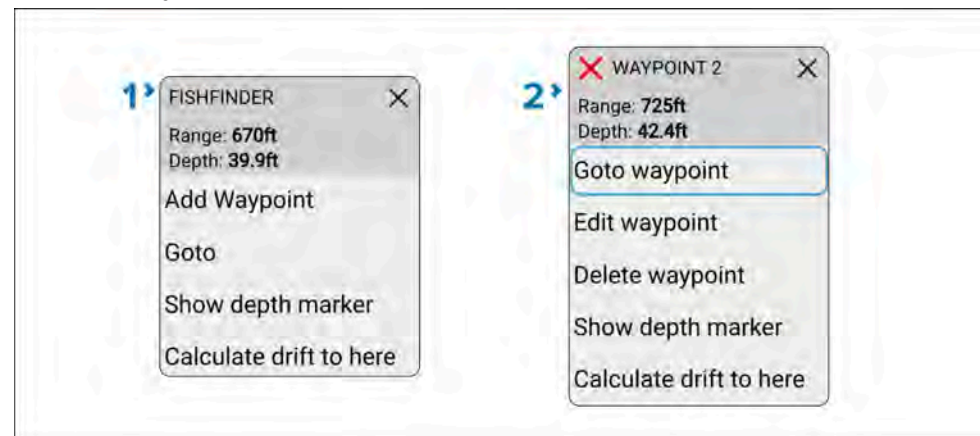 1
FISHFINDER
Range: 670ft
Depth: 39.9ft
Add Waypoint
Goto
Show depth marker
Calculate drift to here
2
WAYPOINT 2
Range: 725ft
Depth: 42.4ft
Goto waypoint
Edit waypoint
Delete waypoint
Show depth marker
Calculate drift to here